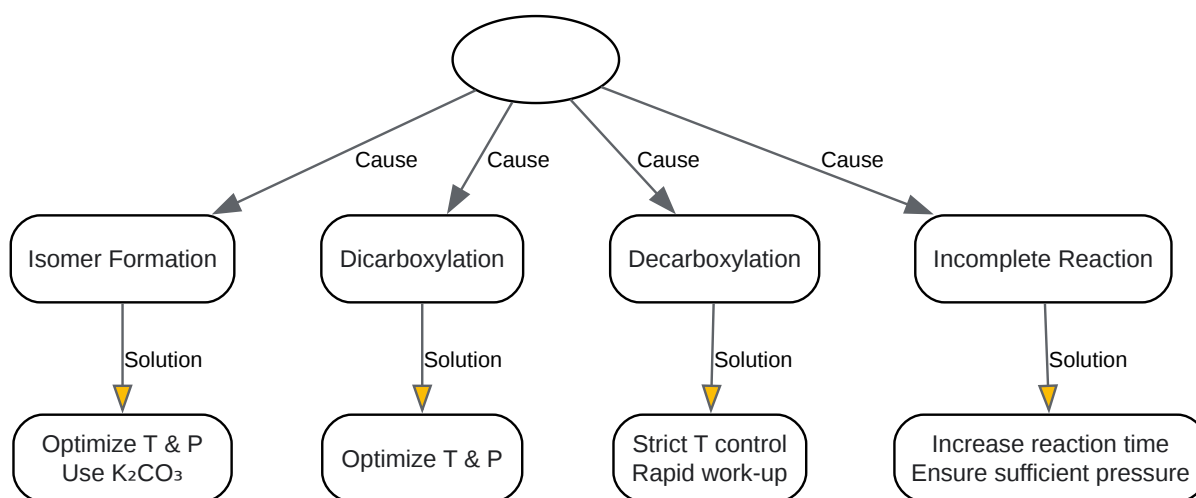 Cause
Cause
Cause
Cause
Isomer Formation
Dicarboxylation
Decarboxylation
Incomplete Reaction
Solution
Solution
Solution
Solution
Optimize T & P
Use K₂CO₃
Optimize T & P
Strict T control
Rapid work-up
Increase reaction time
Ensure sufficient pressure